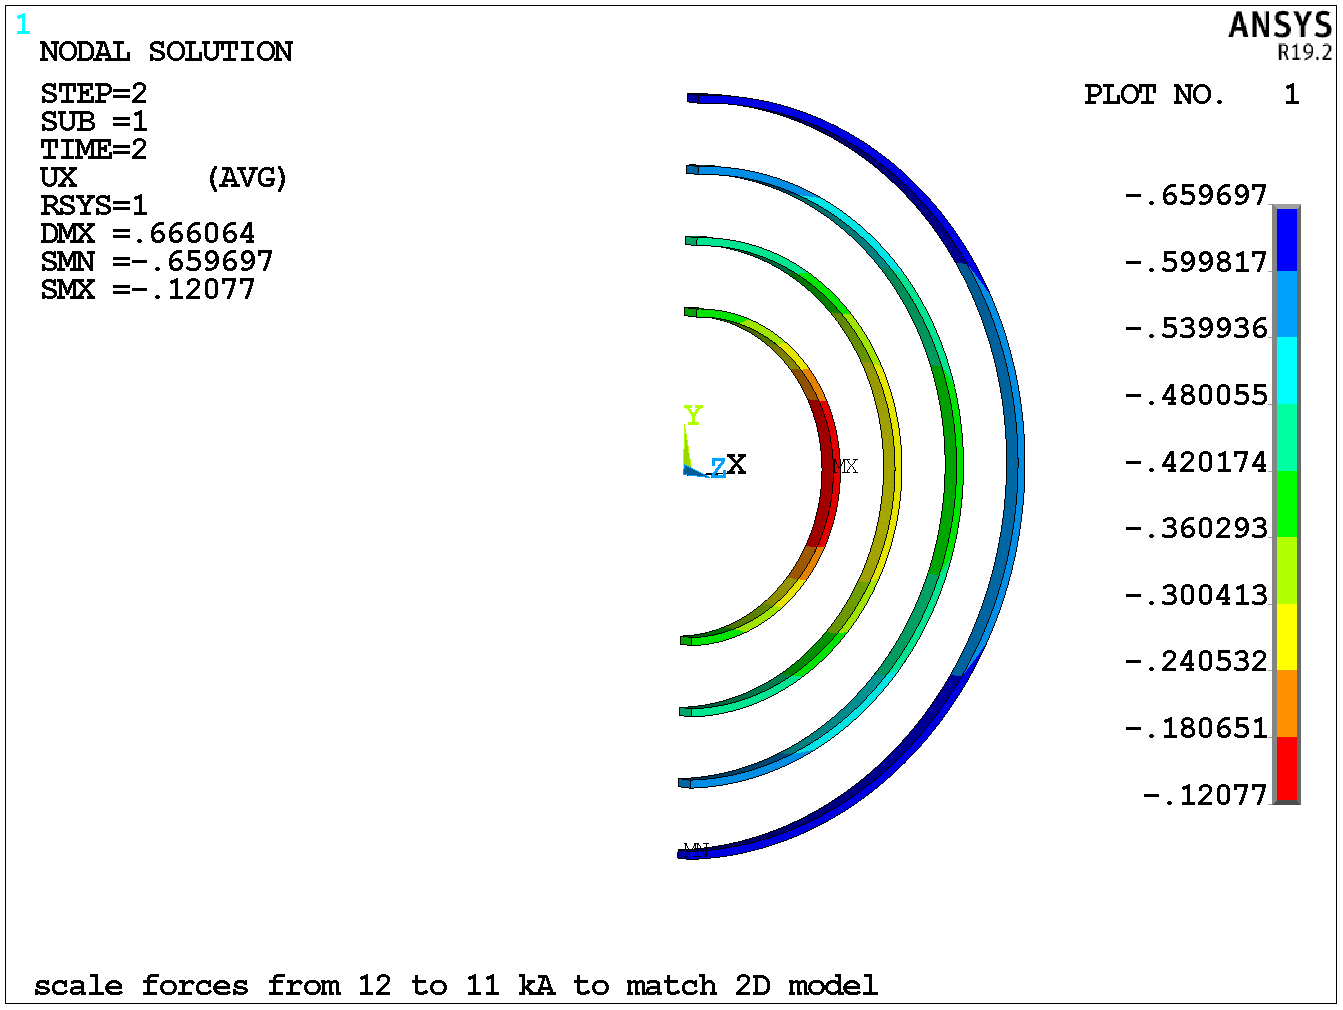 1
ANSYS
R19.2
NODAL SOLUTION
STEP=2
SUB =1
TIME=2
UX       (AVG)
RSYS=1
DMX =.666064
SMN =-.659697
SMX =-.12077
PLOT NO.   1
-.659697
-.599817
-.539936
-.480055
-.420174
-.360293
-.300413
-.240532
-.180651
-.12077
Y
Z X
MX
MN
scale forces from 12 to 11 kA to match 2D model